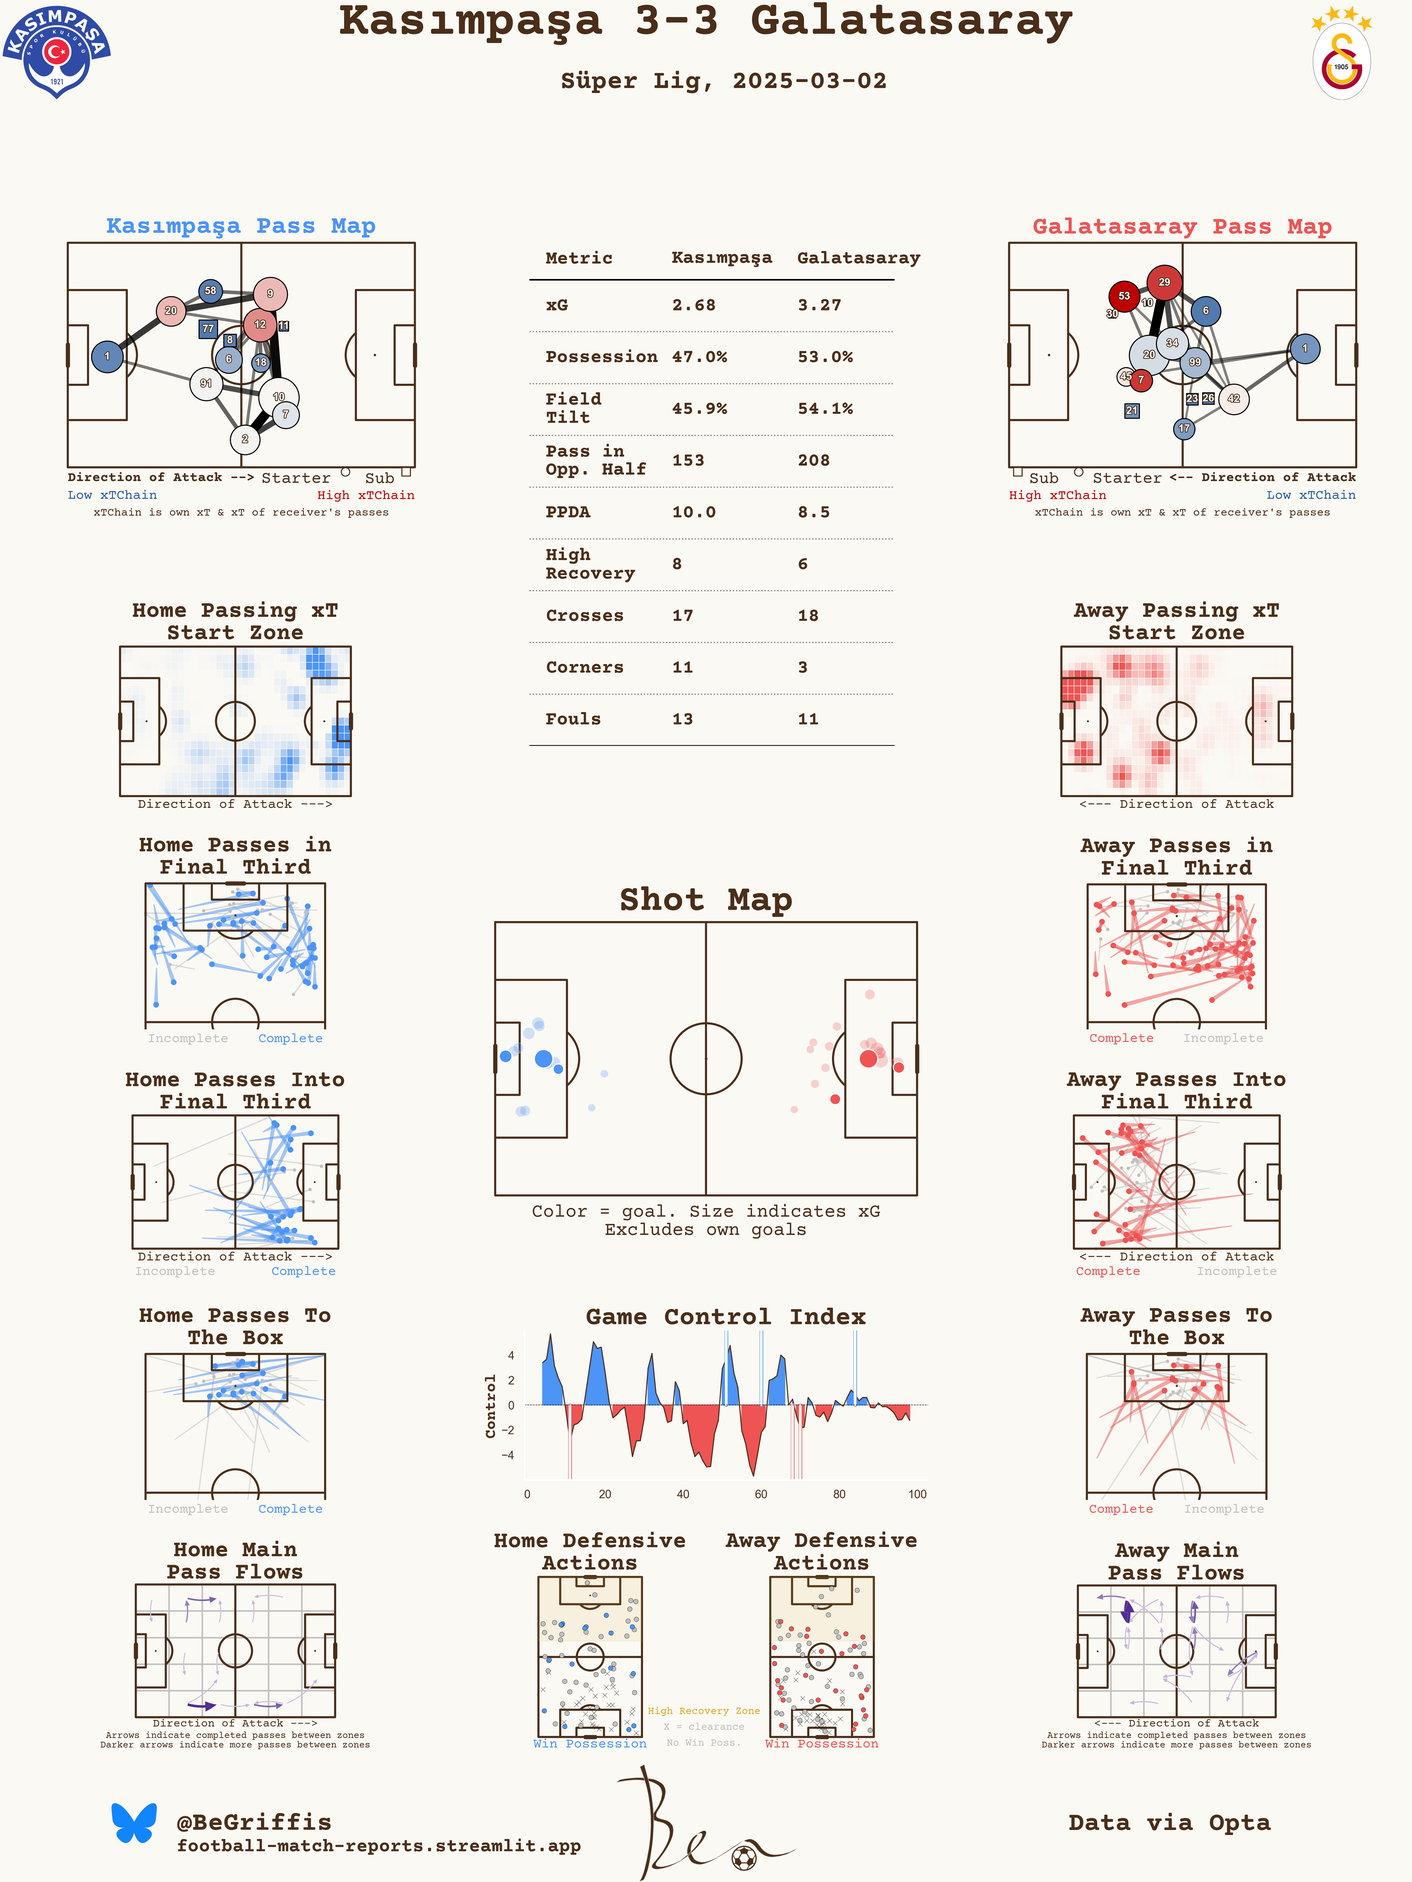 Kasımpaşa 3-3 Galatasaray
Süper Lig, 2025-03-02
KASIMPAŞA
SPOR KULÜBÜ
1921
1905
Kasımpaşa Pass Map
58
9
20
12
11
77
8
1
6
18
91
10
7
2
Direction of Attack --> Starter Sub
Low xTChain High xTChain
xTChain is own xT & xT of receiver's passes
Metric Kasımpaşa Galatasaray
xG 2.68 3.27
Possession 47.0% 53.0%
Field
Tilt 45.9% 54.1%
Pass in
Opp. Half 153 208
PPDA 10.0 8.5
High
Recovery 8 6
Crosses 17 18
Corners 11 3
Fouls 13 11
Galatasaray Pass Map
29
53
10
30
6
34
20
1
99
45
7
23
26
42
21
17
Sub Starter <-- Direction of Attack
High xTChain Low xTChain
xTChain is own xT & xT of receiver's passes
Home Passing xT
Start Zone
Direction of Attack --->
Away Passing xT
Start Zone
<--- Direction of Attack
Home Passes in
Final Third
Incomplete Complete
Away Passes in
Final Third
Complete Incomplete
Shot Map
Color = goal. Size indicates xG
Excludes own goals
Home Passes Into
Final Third
Direction of Attack --->
Incomplete Complete
Away Passes Into
Final Third
<--- Direction of Attack
Complete Incomplete
Home Passes To
The Box
Incomplete Complete
Game Control Index
Control
4
2
0
−2
−4
0 20 40 60 80 100
Away Passes To
The Box
Complete Incomplete
Home Main
Pass Flows
Direction of Attack --->
Arrows indicate completed passes between zones
Darker arrows indicate more passes between zones
Home Defensive
Actions
Win Possession
Away Defensive
Actions
Win Possession
High Recovery Zone
X = clearance
No Win Poss.
Away Main
Pass Flows
<--- Direction of Attack
Arrows indicate completed passes between zones
Darker arrows indicate more passes between zones
@BeGriffis
football-match-reports.streamlit.app
Ben
Data via Opta